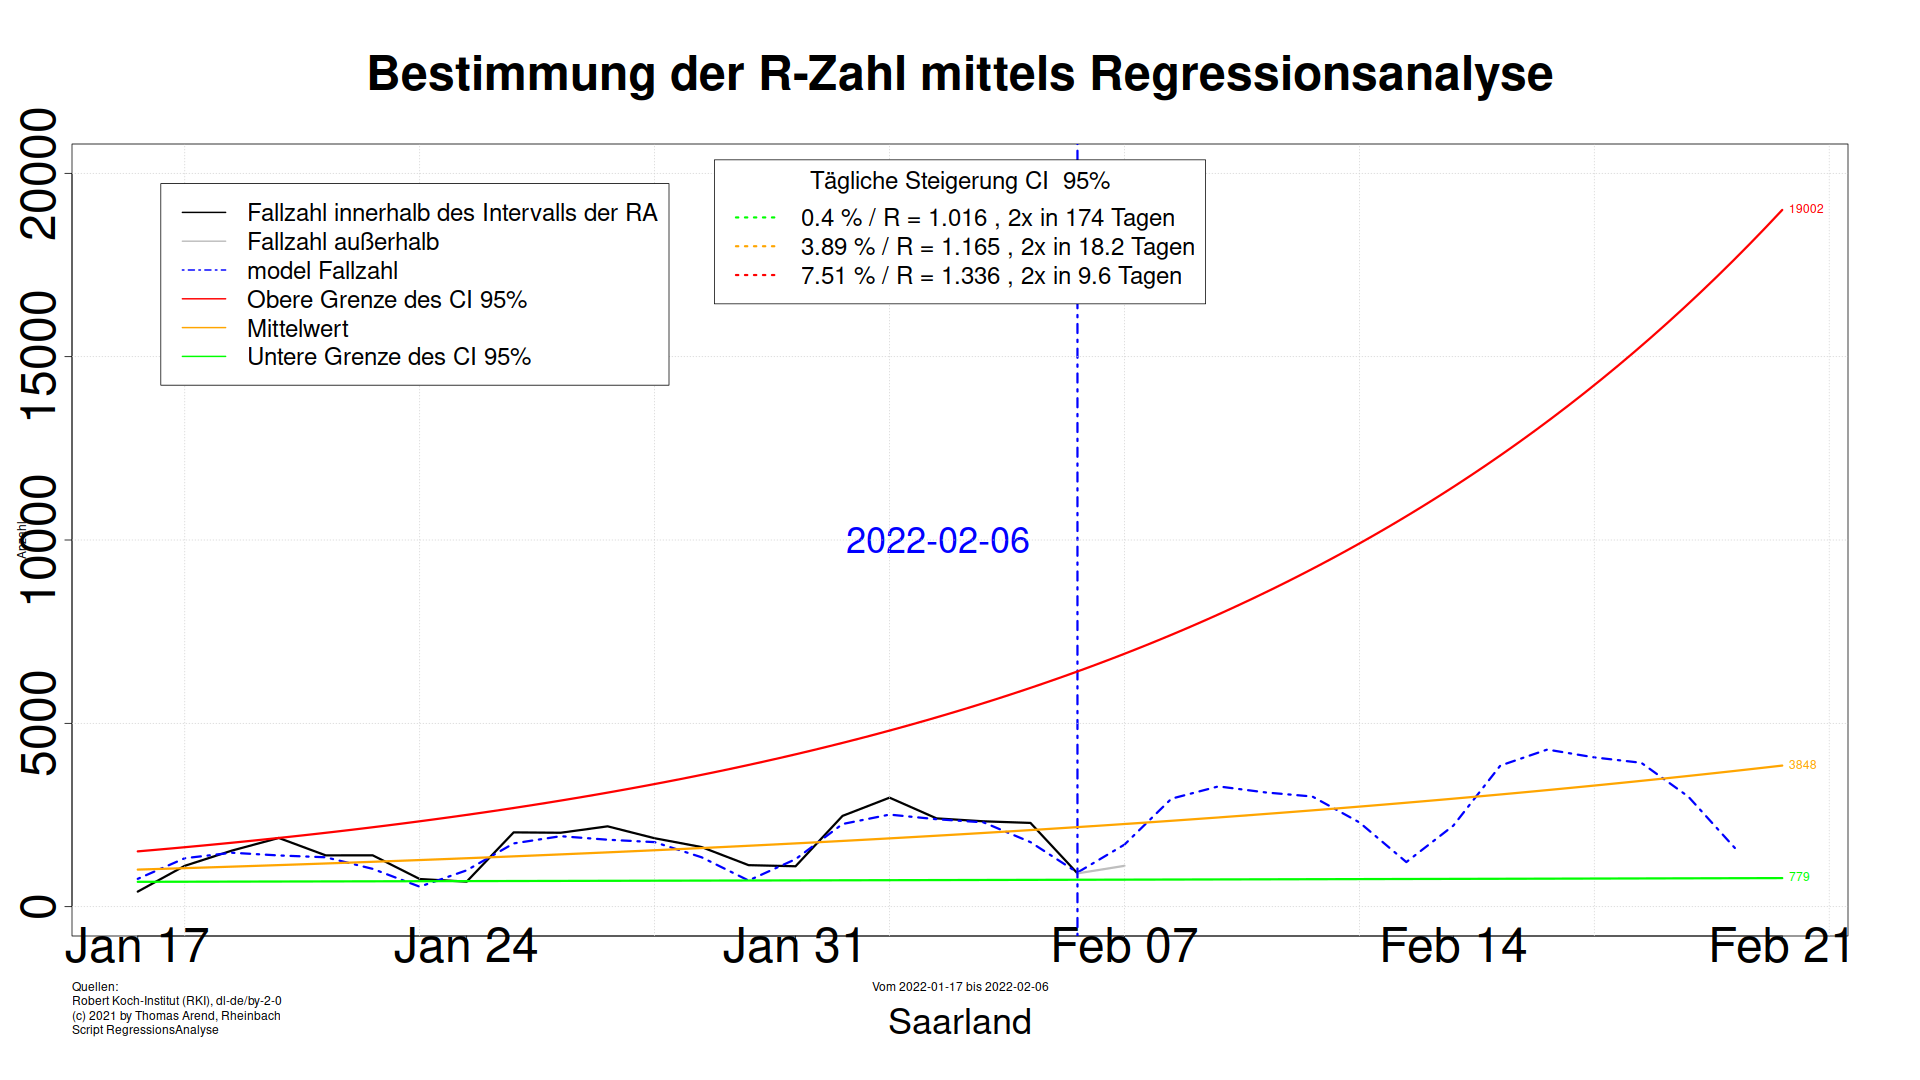 Bestimmung der R-Zahl mittels Regressionsanalyse
Anzahl
20000
15000
10000
5000
0
Fallzahl innerhalb des Intervalls der RA
Fallzahl außerhalb
model Fallzahl
Obere Grenze des CI 95%
Mittelwert
Untere Grenze des CI 95%
Tägliche Steigerung CI 95%
0.4 % / R = 1.016 , 2x in 174 Tagen
3.89 % / R = 1.165 , 2x in 18.2 Tagen
7.51 % / R = 1.336 , 2x in 9.6 Tagen
19002
2022-02-06
3848
779
Jan 17 Jan 24 Jan 31 Feb 07 Feb 14 Feb 21
Quellen:
Robert Koch-Institut (RKI), dl-de/by-2-0
(c) 2021 by Thomas Arend, Rheinbach
Script RegressionsAnalyse
Vom 2022-01-17 bis 2022-02-06
Saarland